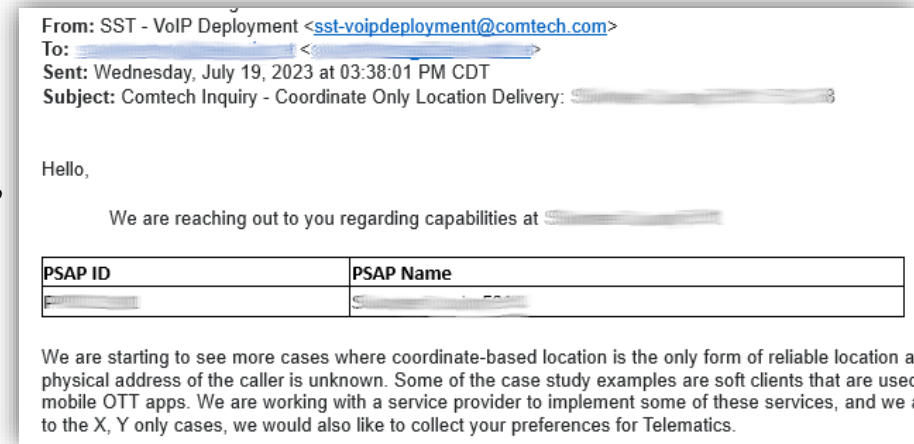 From: SST - VoIP Deployment <sst-voipdeployment@comtech.com>
To: < >
Sent: Wednesday, July 19, 2023 at 03:38:01 PM CDT
Subject: Comtech Inquiry - Coordinate Only Location Delivery:
Hello,
We are reaching out to you regarding capabilities at
PSAP ID PSAP Name
We are starting to see more cases where coordinate-based location is the only form of reliable location a
physical address of the caller is unknown. Some of the case study examples are soft clients that are used
mobile OTT apps. We are working with a service provider to implement some of these services, and we a
to the X, Y only cases, we would also like to collect your preferences for Telematics.